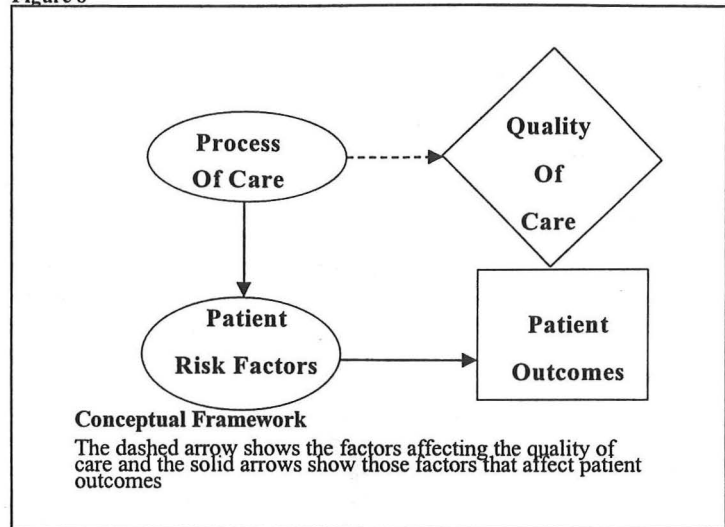 Process
Of Care
Quality
Of
Care
Patient
Risk Factors
Patient
Outcomes
Conceptual Framework
The dashed arrow shows the factors affecting the quality of
care and the solid arrows show those factors that affect patient
outcomes